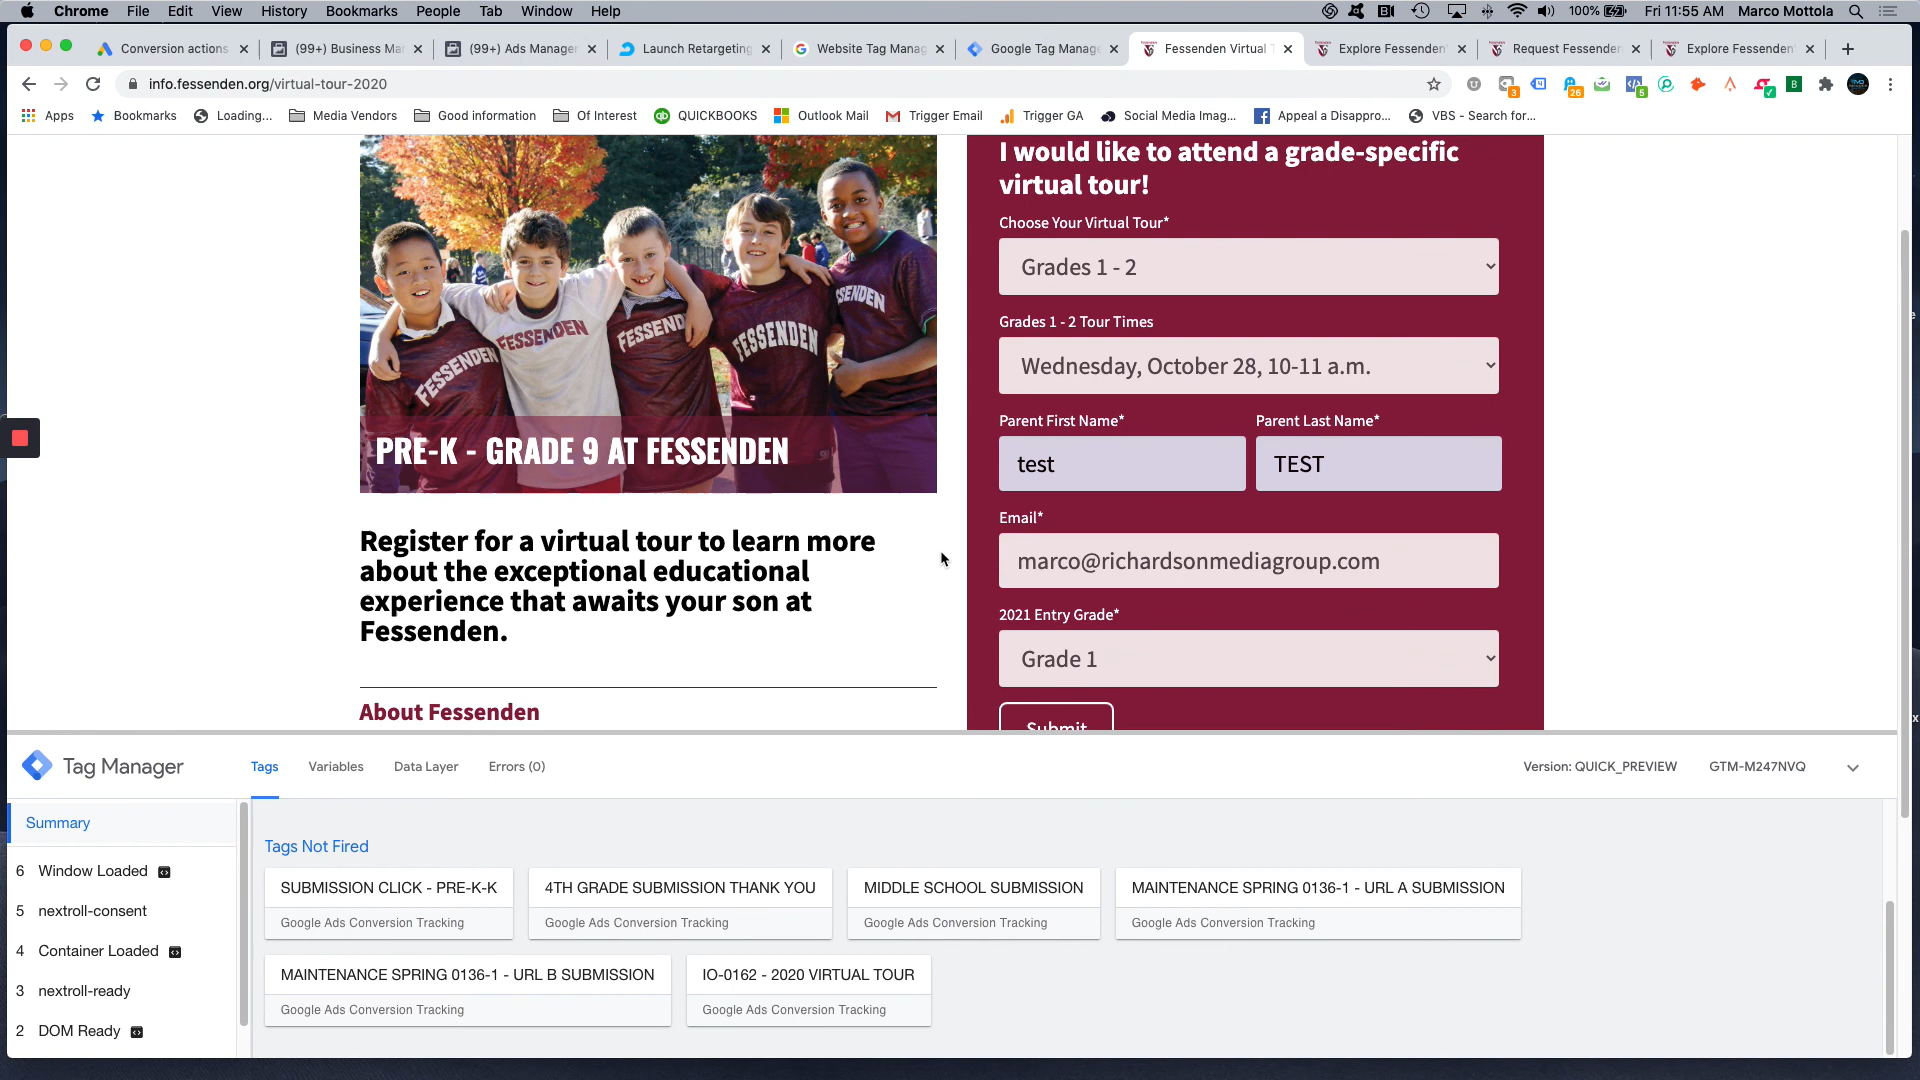 Chrome File Edit View History Bookmarks People Tab Window Help 100% Fri 11:55 AM Marco Mottola
Conversion actions (99+) Business Ma (99+) Ads Manager Launch Retargeting Website Tag Manag Google Tag Manage Fessenden Virtual T Explore Fessenden' Request Fessenden Explore Fessenden'
info.fessenden.org/virtual-tour-2020 3 26 5 B
Apps Bookmarks Loading... Media Vendors Good information Of Interest QUICKBOOKS Outlook Mail Trigger Email Trigger GA Social Media Imag... Appeal a Disappro... VBS - Search for...
I would like to attend a grade-specific
virtual tour!
Choose Your Virtual Tour*
Grades 1 - 2
Grades 1 - 2 Tour Times
Wednesday, October 28, 10-11 a.m.
Parent First Name* Parent Last Name*
test TEST
Email*
marco@richardsonmediagroup.com
2021 Entry Grade*
Grade 1
Submit
FESSENDEN FESSENDEN FESSEND FESSENDEN SENDEN
PRE-K - GRADE 9 AT FESSENDEN
Register for a virtual tour to learn more
about the exceptional educational
experience that awaits your son at
Fessenden.
About Fessenden
Tag Manager Tags Variables Data Layer Errors (0) Version: QUICK_PREVIEW GTM-M247NVQ
Summary
6 Window Loaded
5 nextroll-consent
4 Container Loaded
3 nextroll-ready
2 DOM Ready
Tags Not Fired
SUBMISSION CLICK - PRE-K-K 4TH GRADE SUBMISSION THANK YOU MIDDLE SCHOOL SUBMISSION MAINTENANCE SPRING 0136-1 - URL A SUBMISSION
Google Ads Conversion Tracking Google Ads Conversion Tracking Google Ads Conversion Tracking Google Ads Conversion Tracking
MAINTENANCE SPRING 0136-1 - URL B SUBMISSION IO-0162 - 2020 VIRTUAL TOUR
Google Ads Conversion Tracking Google Ads Conversion Tracking